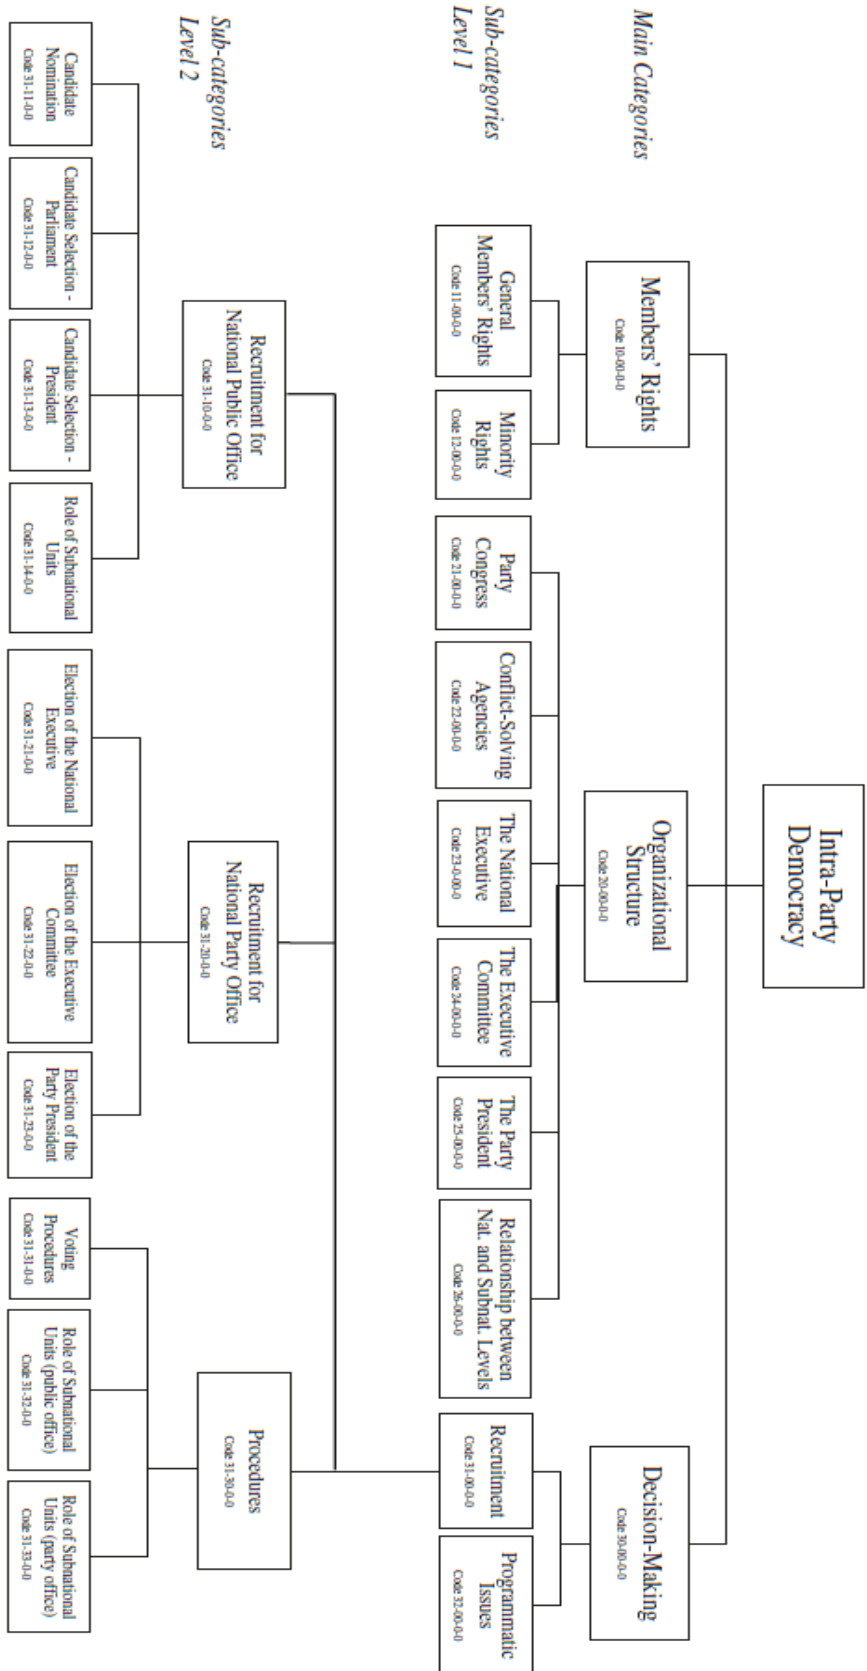 Intra-Party
Democracy
Main Categories
Members' Rights
Code 10-00-0-0
Organizational
Structure
Code 20-00-0-0
Decision-Making
Code 30-00-0-0
Sub-categories
Level 1
General
Members' Rights
Code 11-00-0-0
Minority
Rights
Code 12-00-0-0
Party
Congress
Code 21-00-0-0
Conflict-Solving
Agencies
Code 22-00-0-0
The National
Executive
Code 23-0-00-0
The Executive
Committee
Code 24-00-0-0
The Party
President
Code 25-00-0-0
Relationship between
Nat. and Subnat. Levels
Code 26-00-0-0
Recruitment
Code 31-00-0-0
Programmatic
Issues
Code 32-00-0-0
Sub-categories
Level 2
Recruitment for
National Public Office
Code 31-10-0-0
Recruitment for
National Party Office
Code 31-20-0-0
Procedures
Code 31-30-0-0
Candidate
Nomination
Code 31-11-0-0
Candidate Selection -
Parliament
Code 31-12-0-0
Candidate Selection -
President
Code 31-13-0-0
Role of Subnational
Units
Code 31-14-0-0
Election of the National
Executive
Code 31-21-0-0
Election of the Executive
Committee
Code 31-22-0-0
Election of the
Party President
Code 31-23-0-0
Voting
Procedures
Code 31-31-0-0
Role of Subnational
Units (public office)
Code 31-32-0-0
Role of Subnational
Units (party office)
Code 31-33-0-0